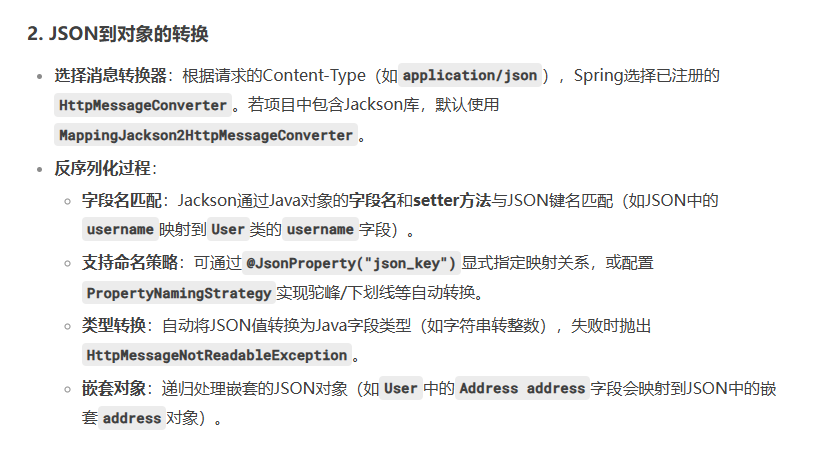 2. JSON到对象的转换
• 选择消息转换器：根据请求的Content-Type（如 application/json ），Spring选择已注册的
HttpMessageConverter 。若项目中包含Jackson库，默认使用
MappingJackson2HttpMessageConverter 。
• 反序列化过程：
○ 字段名匹配：Jackson通过Java对象的字段名和setter方法与JSON键名匹配（如JSON中的
username 映射到 User 类的 username 字段）。
○ 支持命名策略：可通过 @JsonProperty("json_key") 显式指定映射关系，或配置
PropertyNamingStrategy 实现驼峰/下划线等自动转换。
○ 类型转换：自动将JSON值转换为Java字段类型（如字符串转整数），失败时抛出
HttpMessageNotReadableException 。
○ 嵌套对象：递归处理嵌套的JSON对象（如 User 中的 Address address 字段会映射到JSON中的嵌
套 address 对象）。